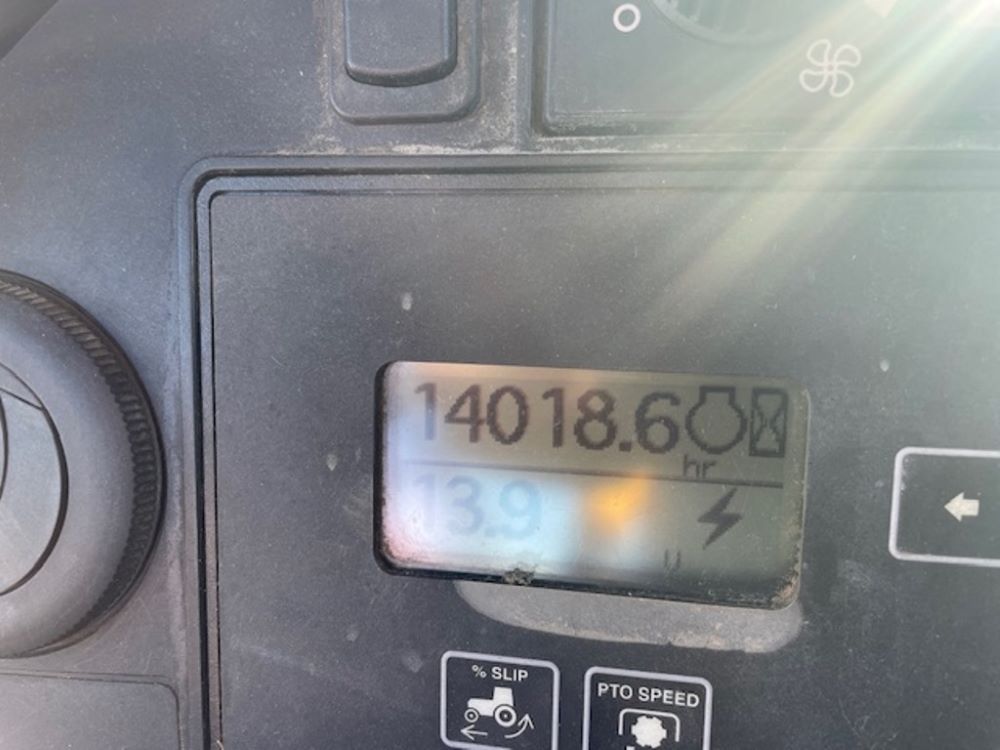 14018.6
hr
13.9
U
% SLIP
PTO SPEED